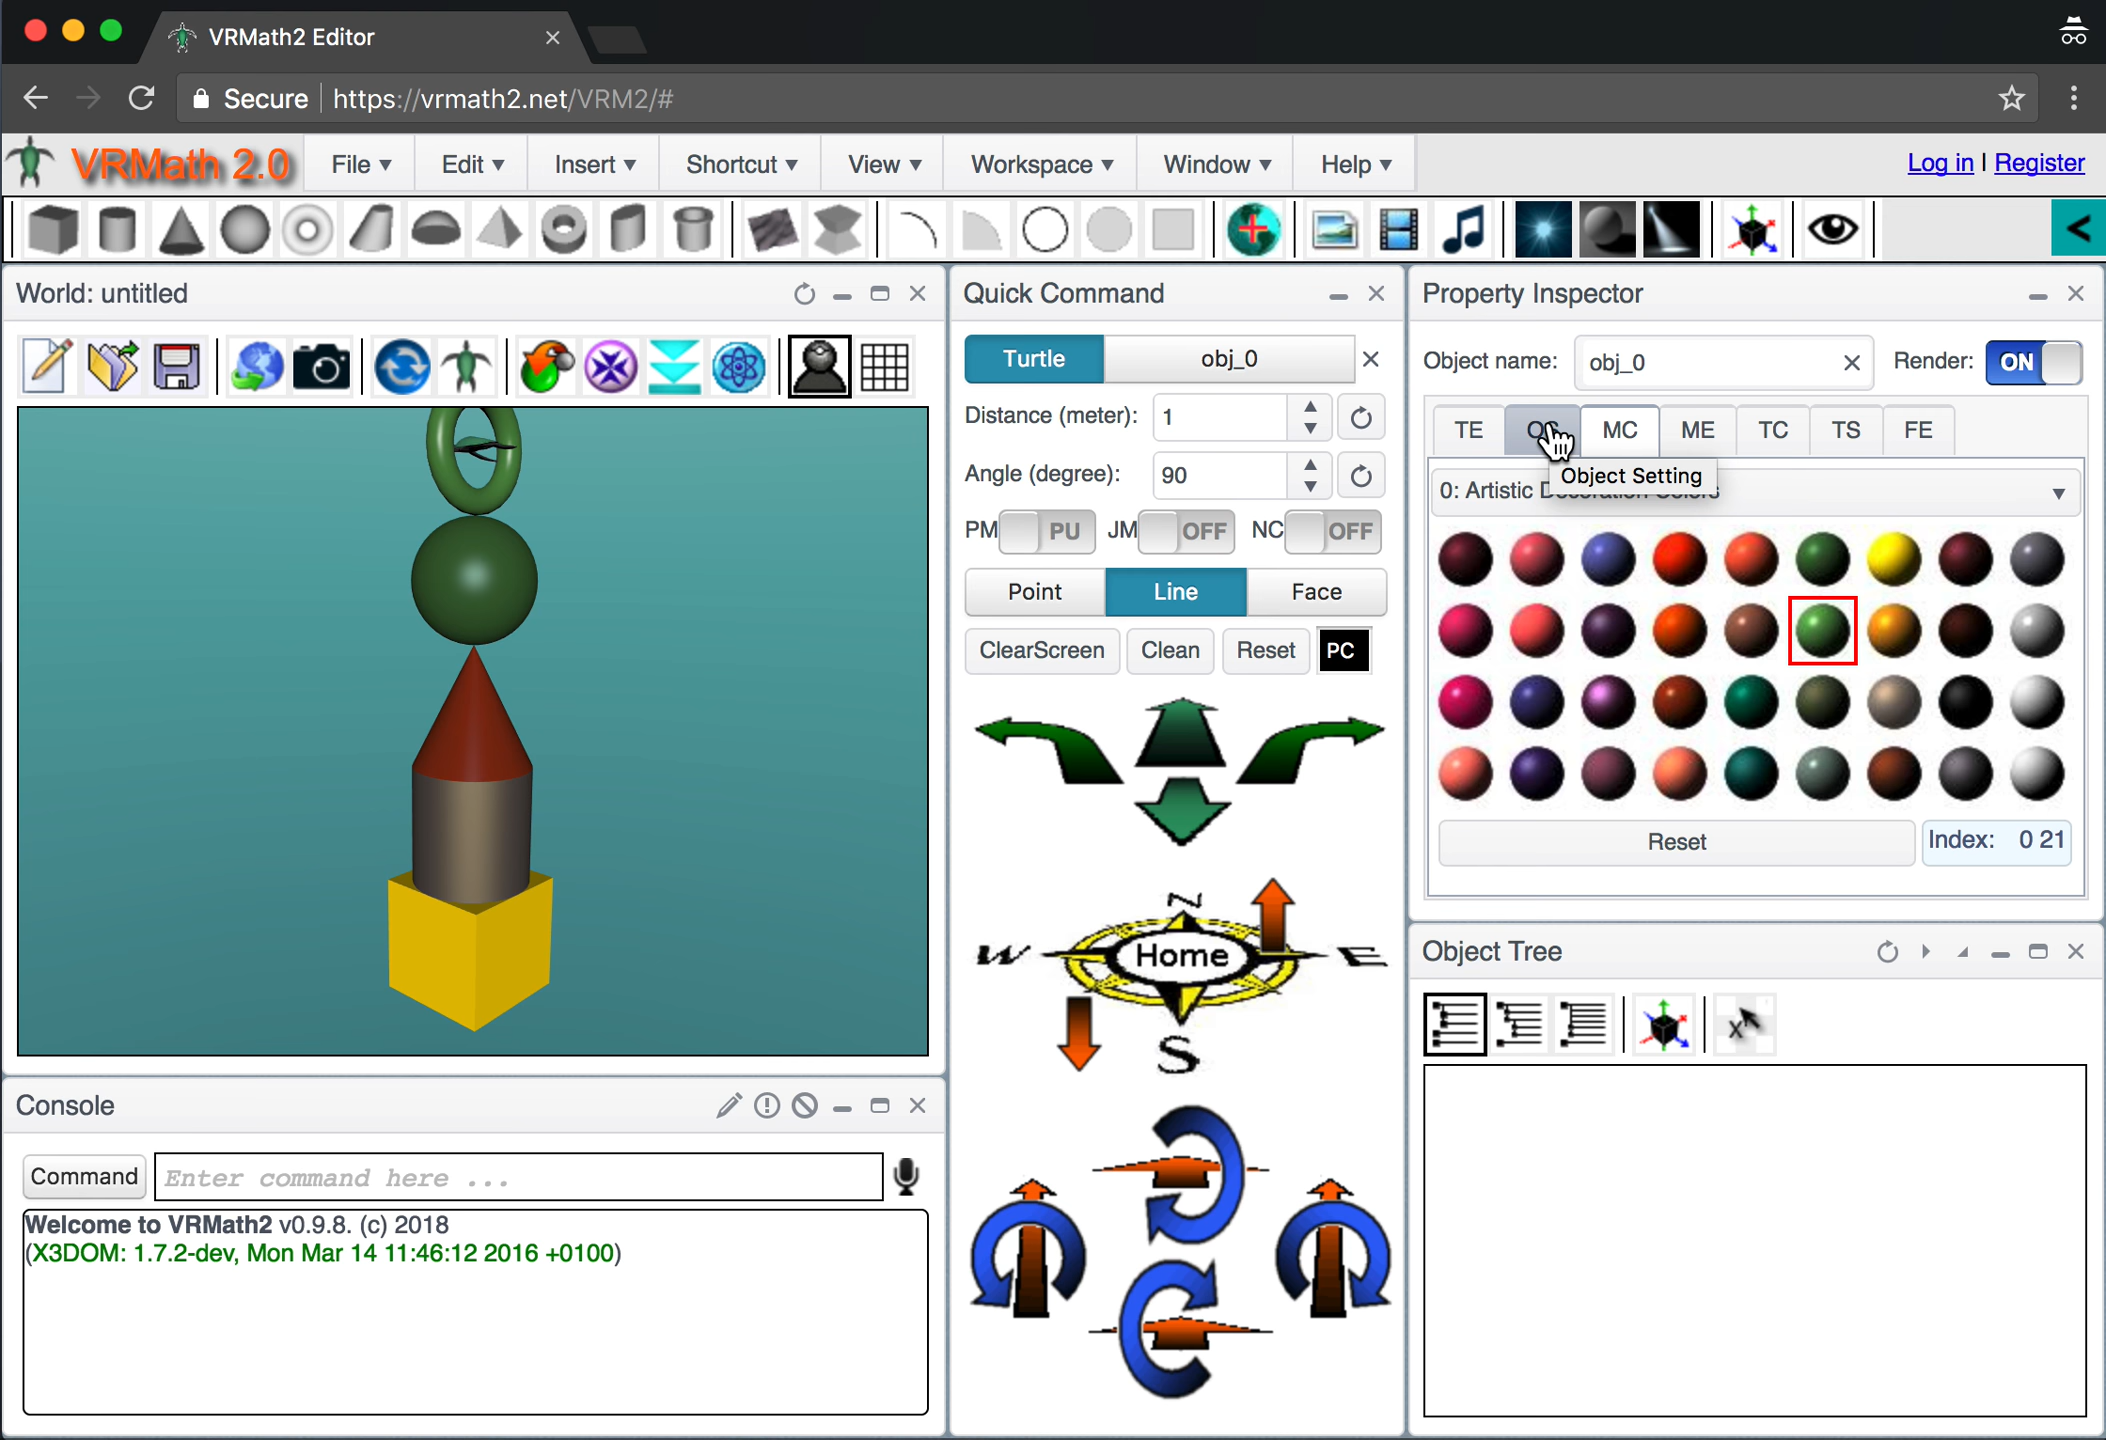 VRMath2 Editor
Secure https://vrmath2.net/VRM2/#
VRMath 2.0 File Edit Insert Shortcut View Workspace Window Help Log in | Register
World: untitled
Quick Command
Turtle obj_0
Distance (meter): 1
Angle (degree): 90
PM PU JM OFF NC OFF
Point Line Face
ClearScreen Clean Reset PC
N
W Home E
S
Property Inspector
Object name: obj_0 Render: ON
TE MC ME TC TS FE
Object Setting
0: Artistic
Reset Index: 0 21
Object Tree
Console
Command Enter command here ...
Welcome to VRMath2 v0.9.8. (c) 2018
(X3DOM: 1.7.2-dev, Mon Mar 14 11:46:12 2016 +0100)